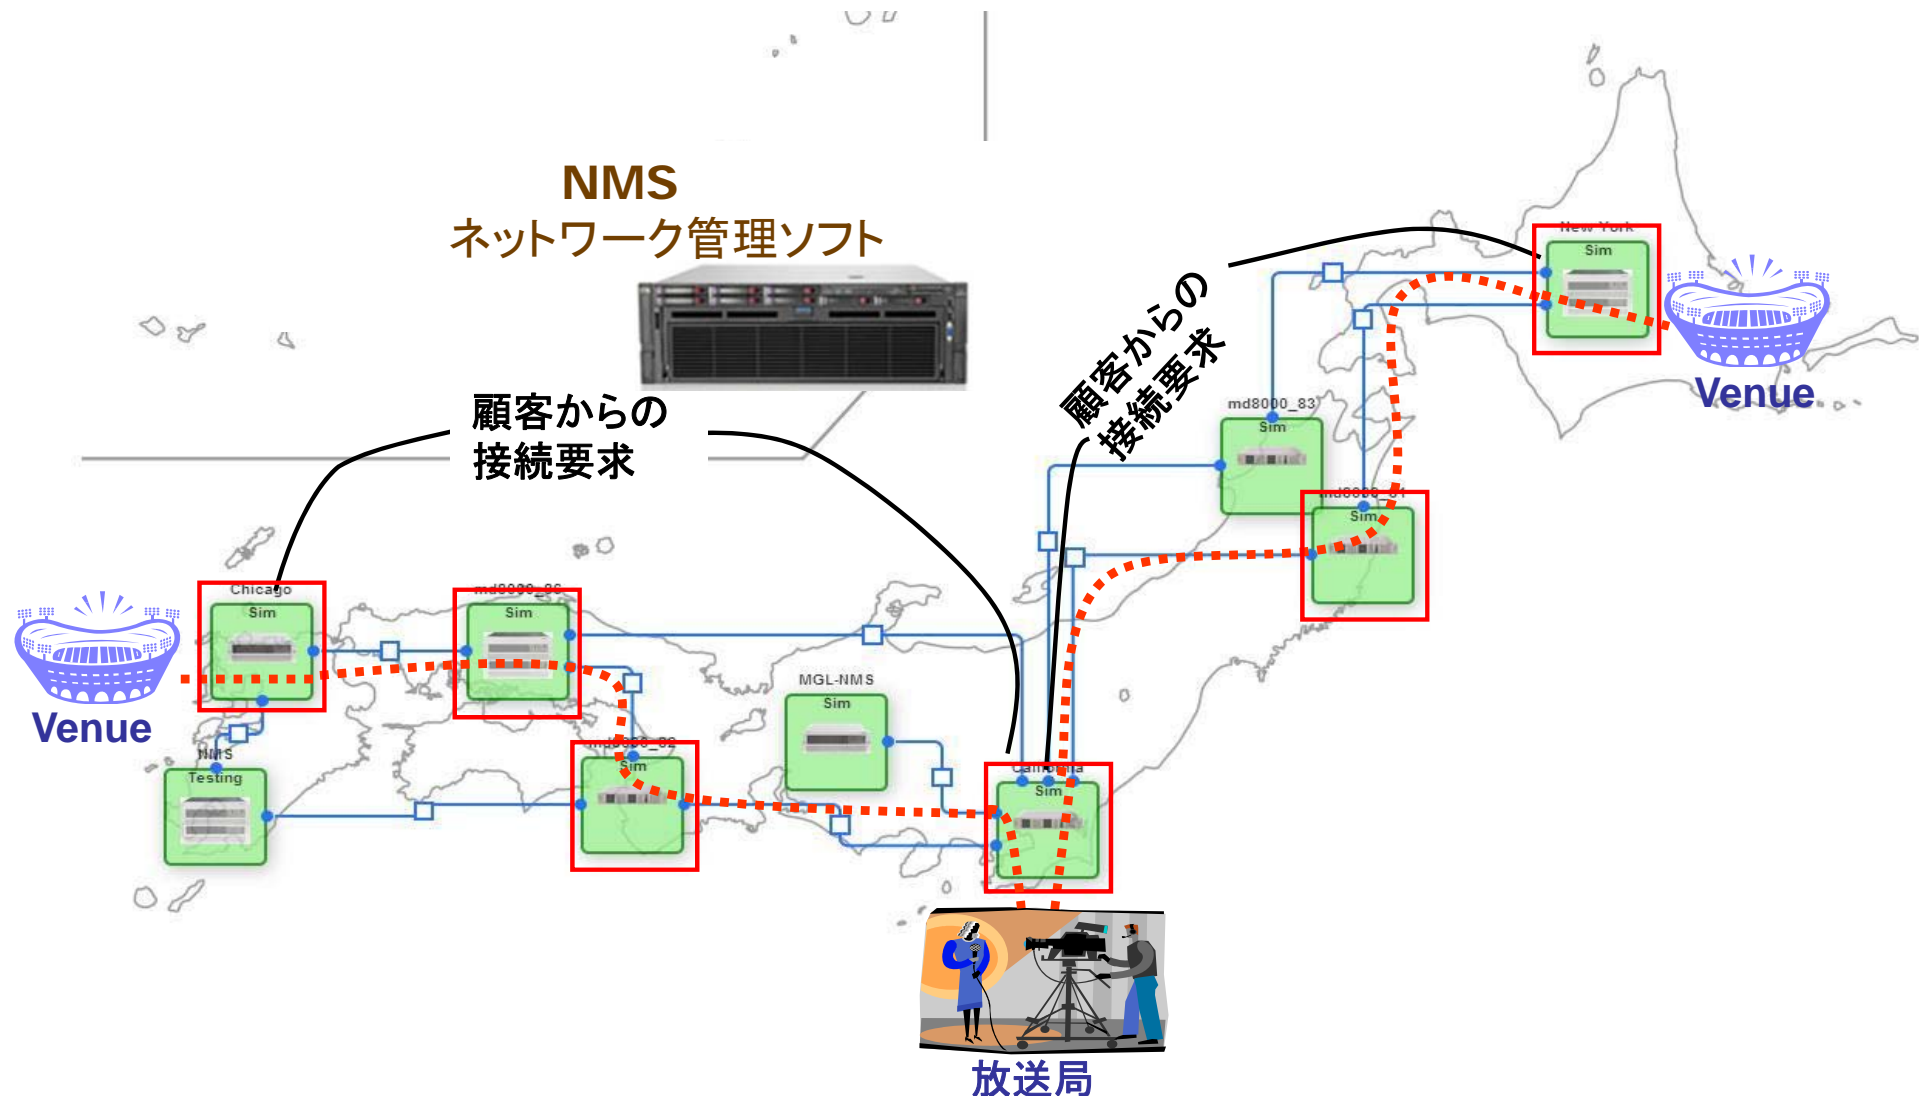 NMS
ネットワーク管理ソフト
New York
Sim
Venue
顧客からの
接続要求
顧客からの
接続要求
md8000_83
Sim
Sim
Chicago
Sim
Sim
Venue
MGL-NMS
Sim
Sim
NMS
Testing
California
Sim
放送局